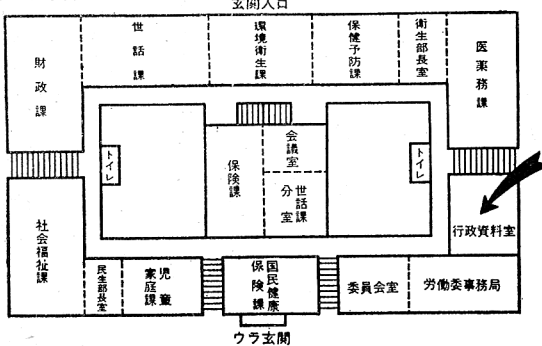 玄関入口
財政課
世話課
環境衛生課
保健予防課
衛生部長室
医薬務課
トイレ
保険課
会議室
世話課
分室
トイレ
社会福祉課
行政資料室
民生部長室
児童
家庭課
国民健康
保険課
委員会室
労働委事務局
ウラ玄関